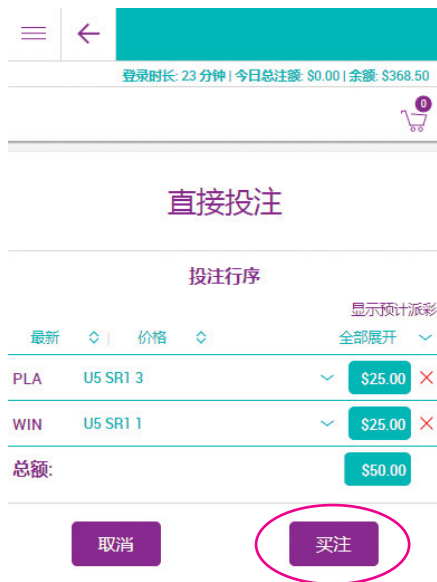 登录时长: 23 分钟 | 今日总注额: $0.00 | 余额: $368.50
0
直接投注
投注行序
显示预计派彩
最新 | 价格 全部展开
PLA U5 SR1 3 $25.00
WIN U5 SR1 1 $25.00
总额: $50.00
取消 买注